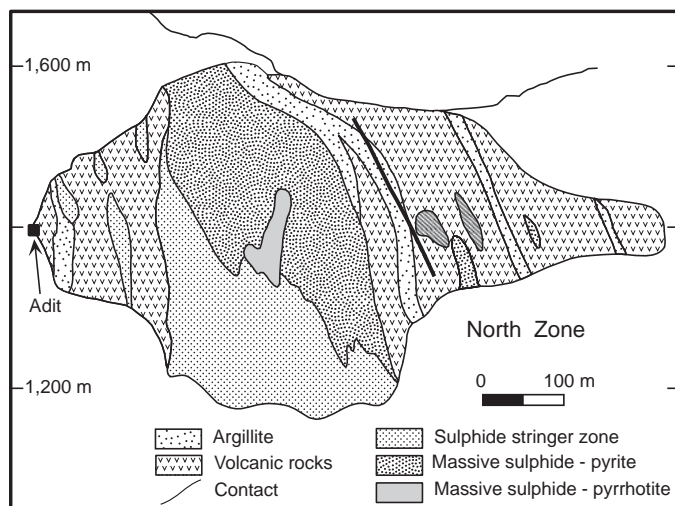 1,600 m
Adit
North Zone
1,200 m
0 100 m
Argillite
Volcanic rocks
Contact
Sulphide stringer zone
Massive sulphide - pyrite
Massive sulphide - pyrrhotite